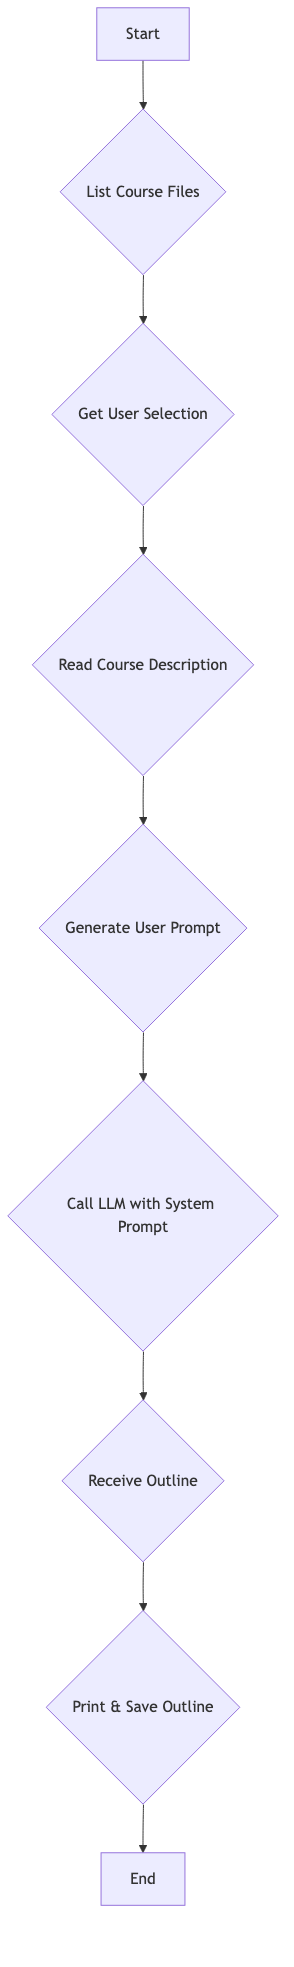 Start
List Course Files
Get User Selection
Read Course Description
Generate User Prompt
Call LLM with System
Prompt
Receive Outline
Print & Save Outline
End